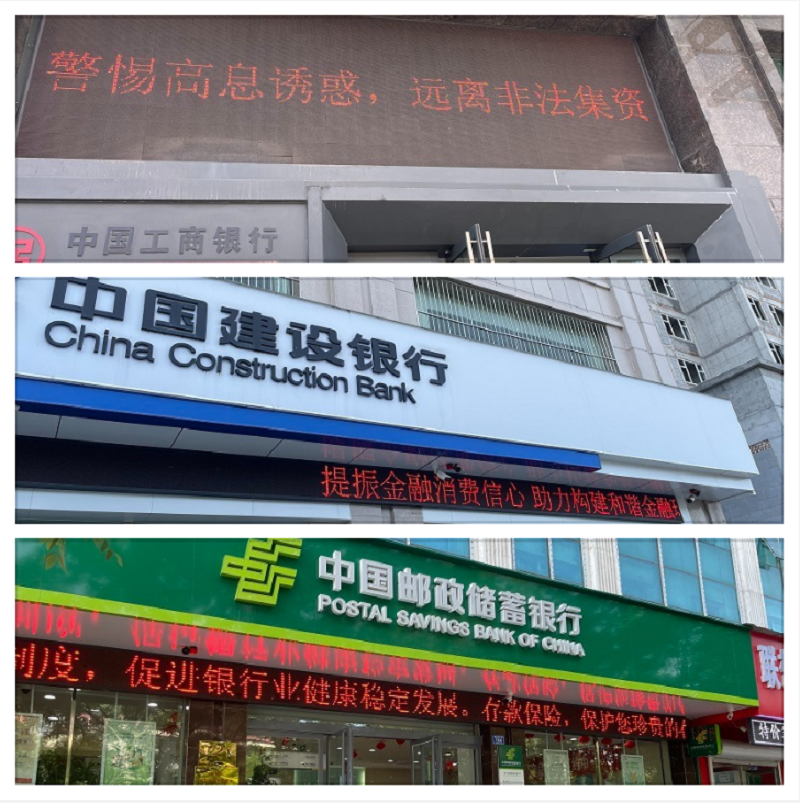 警惕高息诱惑，远离非法集资
中国工商银行
中国建设银行
China Construction Bank
提振金融消费信心 助力构建和谐金融
中国邮政储蓄银行
POSTAL SAVINGS BANK OF CHINA
制度，促进银行业健康稳定发展。存款保险，保护您珍贵的
特价